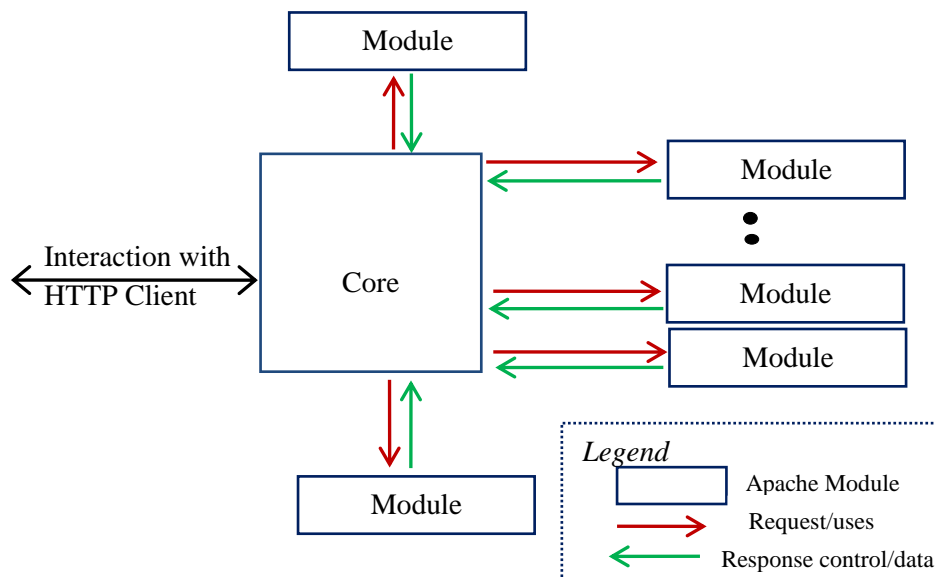 Module
Module
Interaction with
HTTP Client
Core
Module
Module
Module
Legend
Apache Module
Request/uses
Response control/data